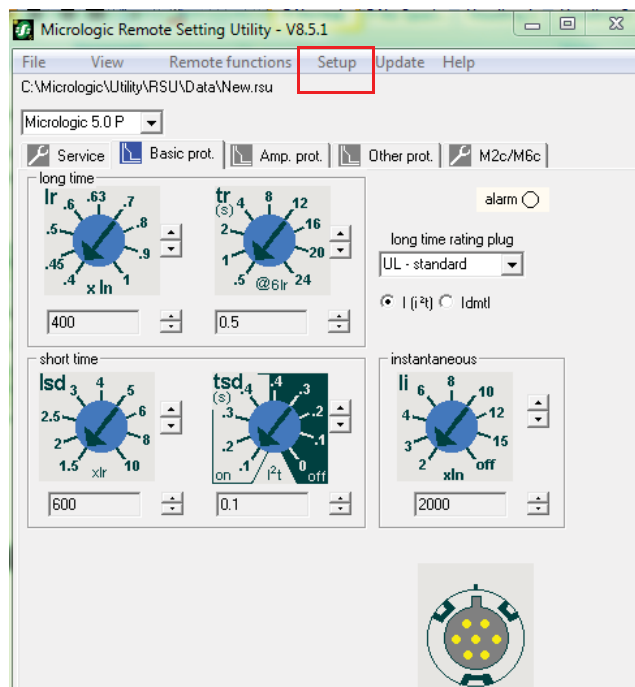 Micrologic Remote Setting Utility - V8.5.1
File View Remote functions Setup Update Help
C:\Micrologic\Utility\RSU\Data\New.rsu
Micrologic 5.0 P
Service Basic prot. Amp. prot. Other prot. M2c/M6c
long time
Ir .4 .45 .5 .6 .63 .7 .8 .9 1
x In
400
tr
(s) .5 1 2 4 8 12 16 20 24
@6Ir
0.5
alarm
long time rating plug
UL - standard
I (i²t) Idmtl
short time
Isd 1.5 2 2.5 3 4 5 6 8 10
xIr
600
tsd
(s) .1 .2 .3 .4 .4 .3 .2 .1 0
on I²t off
0.1
instantaneous
Ii 2 3 4 6 8 10 12 15 off
xIn
2000